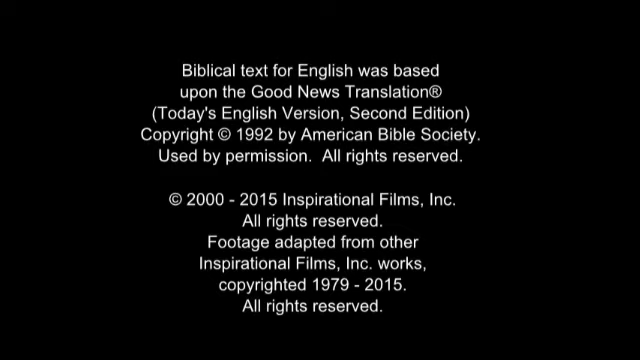 Biblical text for English was based
upon the Good News Translation®
(Today's English Version, Second Edition)
Copyright © 1992 by American Bible Society.
Used by permission.  All rights reserved.
© 2000 - 2015 Inspirational Films, Inc.
All rights reserved.
Footage adapted from other
Inspirational Films, Inc. works,
copyrighted 1979 - 2015.
All rights reserved.